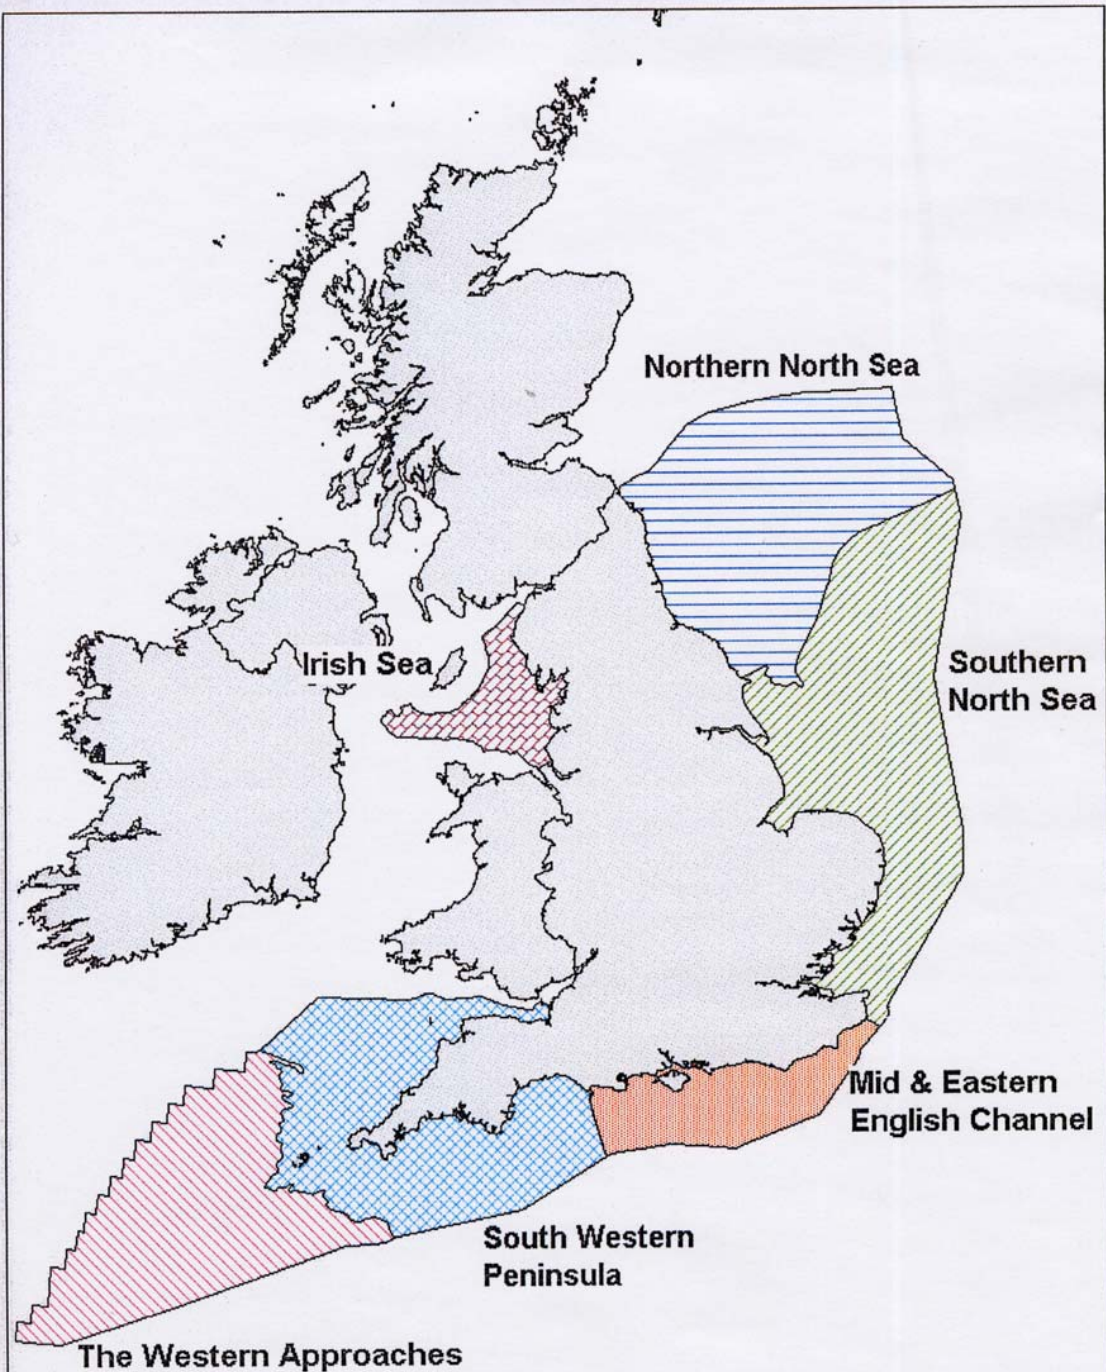 Northern North Sea
Irish Sea
Southern
North Sea
Mid & Eastern
English Channel
South Western
Peninsula
The Western Approaches